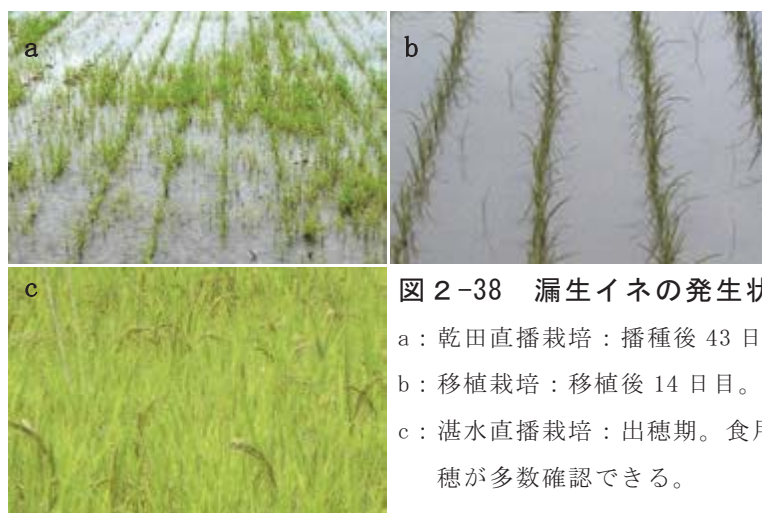 a
b
c
図２-38　漏生イネの発生状
a：乾田直播栽培：播種後 43 日
b：移植栽培：移植後 14 日目。
c：湛水直播栽培：出穂期。食用
穂が多数確認できる。